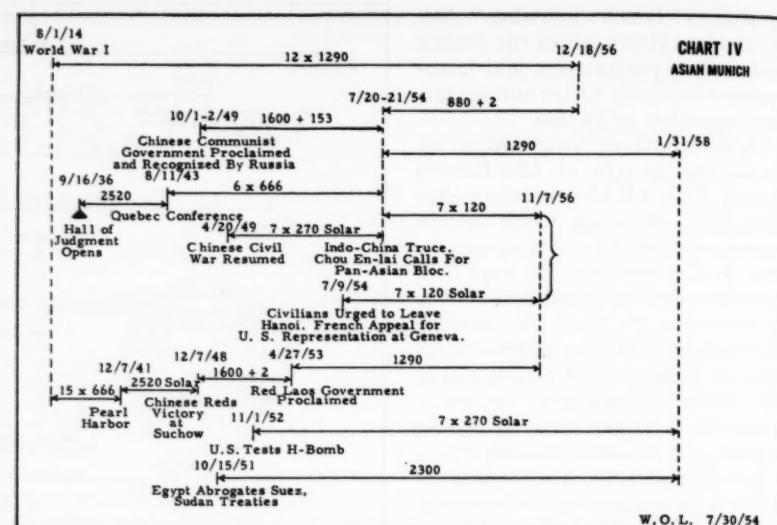 8/1/14
World War I
12 x 1290
12/18/56
CHART IV
ASIAN MUNICH
7/20-21/54
880 + 2
10/1-2/49
1600 + 153
Chinese Communist
Government Proclaimed
and Recognized By Russia
1290
1/31/58
9/16/36
2520
8/11/43
6 x 666
Hall of
Judgment
Opens
Quebec Conference
7 x 120
11/7/56
4/20/49
7 x 270 Solar
Chinese Civil
War Resumed
Indo-China Truce.
Chou En-lai Calls For
Pan-Asian Bloc.
7/9/54
7 x 120 Solar
Civilians Urged to Leave
Hanoi. French Appeal for
U. S. Representation at Geneva.
12/7/41
12/7/48
4/27/53
1290
15 x 666
2520 Solar
1600 + 2
Pearl
Harbor
Chinese Reds
Victory
at
Suchow
Red Laos Government
Proclaimed
11/1/52
7 x 270 Solar
U.S. Tests H-Bomb
10/15/51
2300
Egypt Abrogates Suez,
Sudan Treaties
W.O.L. 7/30/54